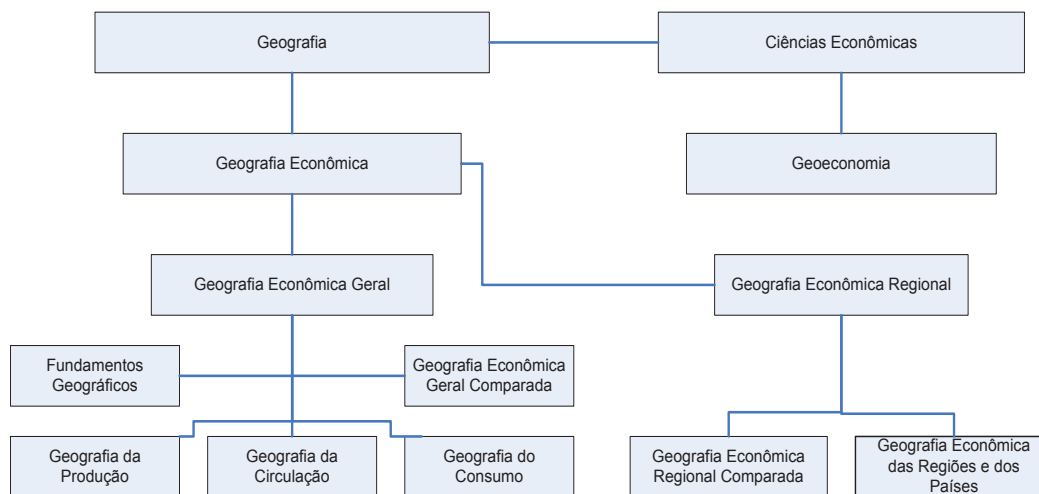 Geografia
Ciências Econômicas
Geografia Econômica
Geoeconomia
Geografia Econômica Geral
Geografia Econômica Regional
Fundamentos
Geográficos
Geografia Econômica
Geral Comparada
Geografia da
Produção
Geografia da
Circulação
Geografia do
Consumo
Geografia Econômica
Regional Comparada
Geografia Econômica
das Regiões e dos
Países